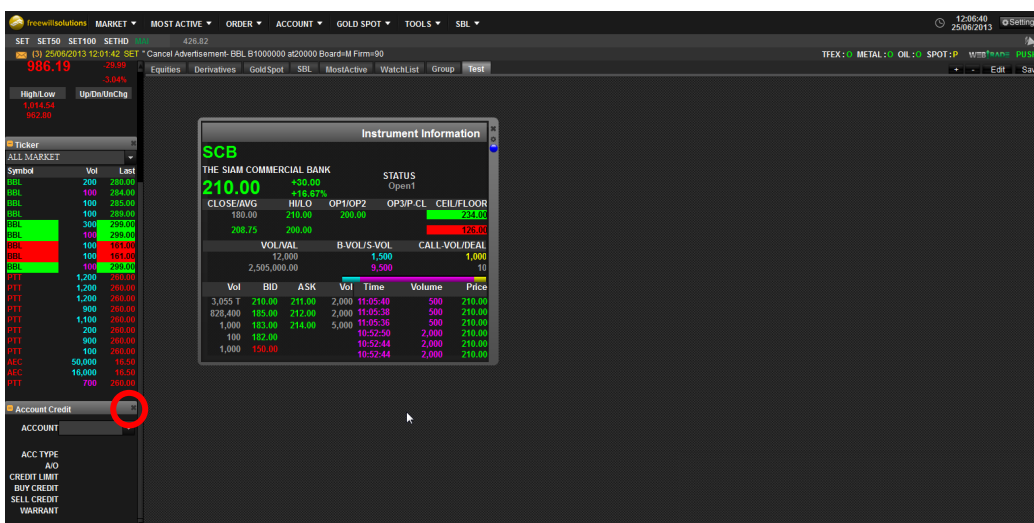 freewillsolutions MARKET MOST ACTIVE ORDER ACCOUNT GOLD SPOT TOOLS SBL 12:06:40 Setting
25/06/2013
SET SET50 SET100 SETHD MAI 426.82
(3) 25/06/2013 12:01:42 SET * Cancel Advertisement- BBL B1000000 at20000 Board=M Firm=90 TFEX:O METAL:O OIL:O SPOT:P WEB TRADE PUSH
986.19 -29.98 Equities Derivatives GoldSpot SBL MostActive WatchList Group Test + - Edit Sav
-3.04%
High/Low Up/Dn/UnChg
1,014.54
962.80
Ticker
ALL MARKET
Symbol Vol Last
BBL 200 280.00
BBL 100 284.00
BBL 100 285.00
BBL 100 289.00
BBL 300 299.00
BBL 100 299.00
BBL 100 161.00
BBL 100 161.00
BBL 100 299.00
PTT 1,200 260.00
PTT 1,200 260.00
PTT 1,200 260.00
PTT 900 260.00
PTT 1,100 260.00
PTT 200 260.00
PTT 900 260.00
PTT 100 260.00
AEC 50,000 16.50
AEC 16,000 16.50
PTT 700 260.00
Account Credit
ACCOUNT
ACC TYPE
A/O
CREDIT LIMIT
BUY CREDIT
SELL CREDIT
WARRANT
Instrument Information
SCB
THE SIAM COMMERCIAL BANK STATUS
210.00 +30.00 Open1
+16.67%
CLOSE/AVG HI/LO OP1/OP2 OP3/P.CL CEIL/FLOOR
180.00 210.00 200.00 234.00
208.75 200.00 126.00
VOL/VAL B-VOL/S-VOL CALL-VOL/DEAL
12,000 1,500 1,000
2,505,000.00 9,500 10
Vol BID ASK Vol Time Volume Price
3,055 T 210.00 211.00 2,000 11:05:40 500 210.00
828,400 185.00 212.00 2,000 11:05:38 500 210.00
1,000 183.00 214.00 5,000 11:05:36 500 210.00
100 182.00 10:52:50 2,000 210.00
1,000 150.00 10:52:44 2,000 210.00
10:52:44 2,000 210.00